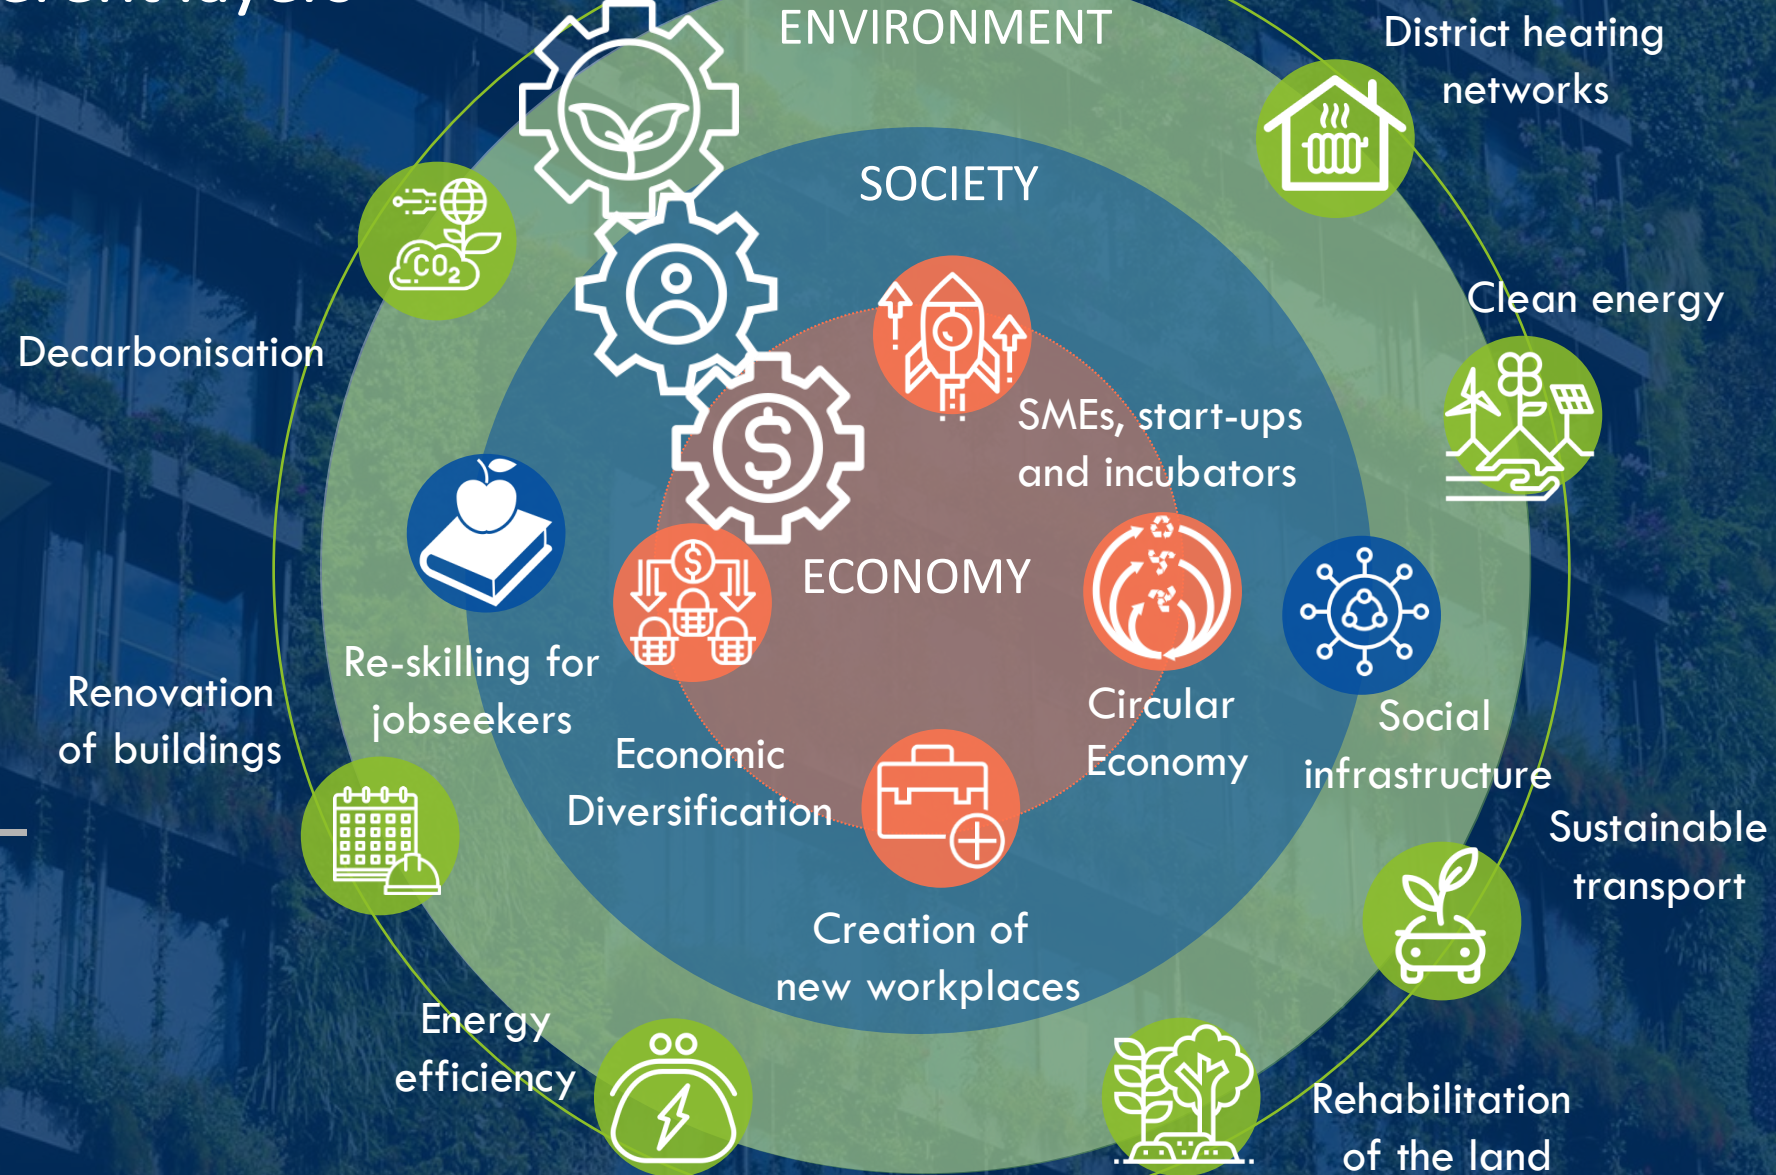 layers
ENVIRONMENT
District heating
networks
SOCIETY
CO₂
Clean energy
Decarbonisation
SMEs, start-ups
and incubators
$
ECONOMY
$
Re-skilling for
jobseekers
Renovation
of buildings
Circular
Economy
Social
infrastructure
Economic
Diversification
Sustainable
transport
Creation of
new workplaces
Energy
efficiency
Rehabilitation
of the land